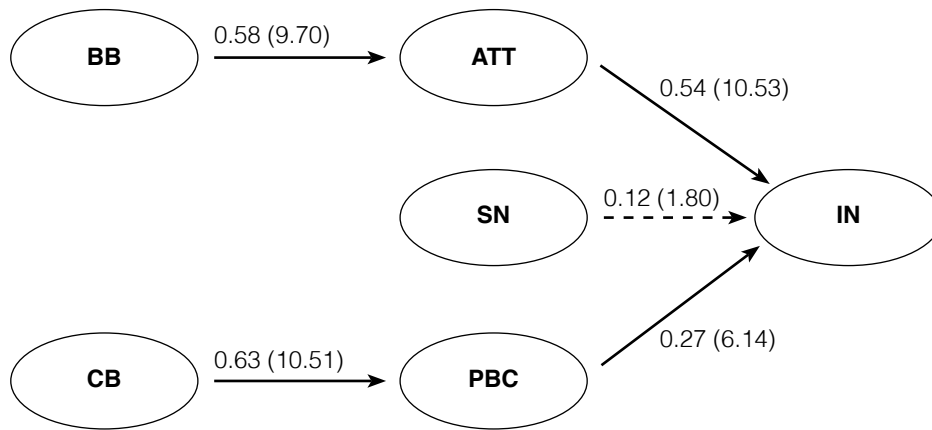 BB
0.58 (9.70)
ATT
0.54 (10.53)
SN
0.12 (1.80)
IN
CB
0.63 (10.51)
PBC
0.27 (6.14)